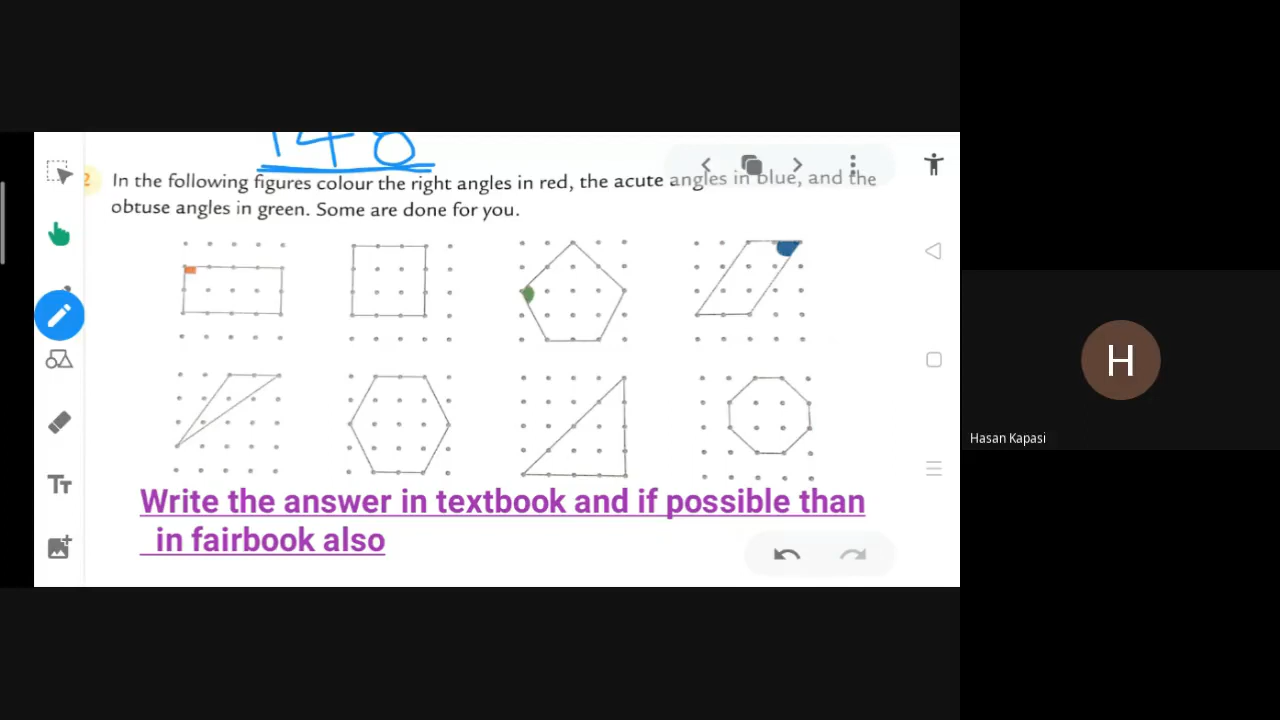 148
2 In the following figures colour the right angles in red, the acute angles in blue, and the
obtuse angles in green. Some are done for you.
Write the answer in textbook and if possible than
in fairbook also
Tт
H
Hasan Kapasi